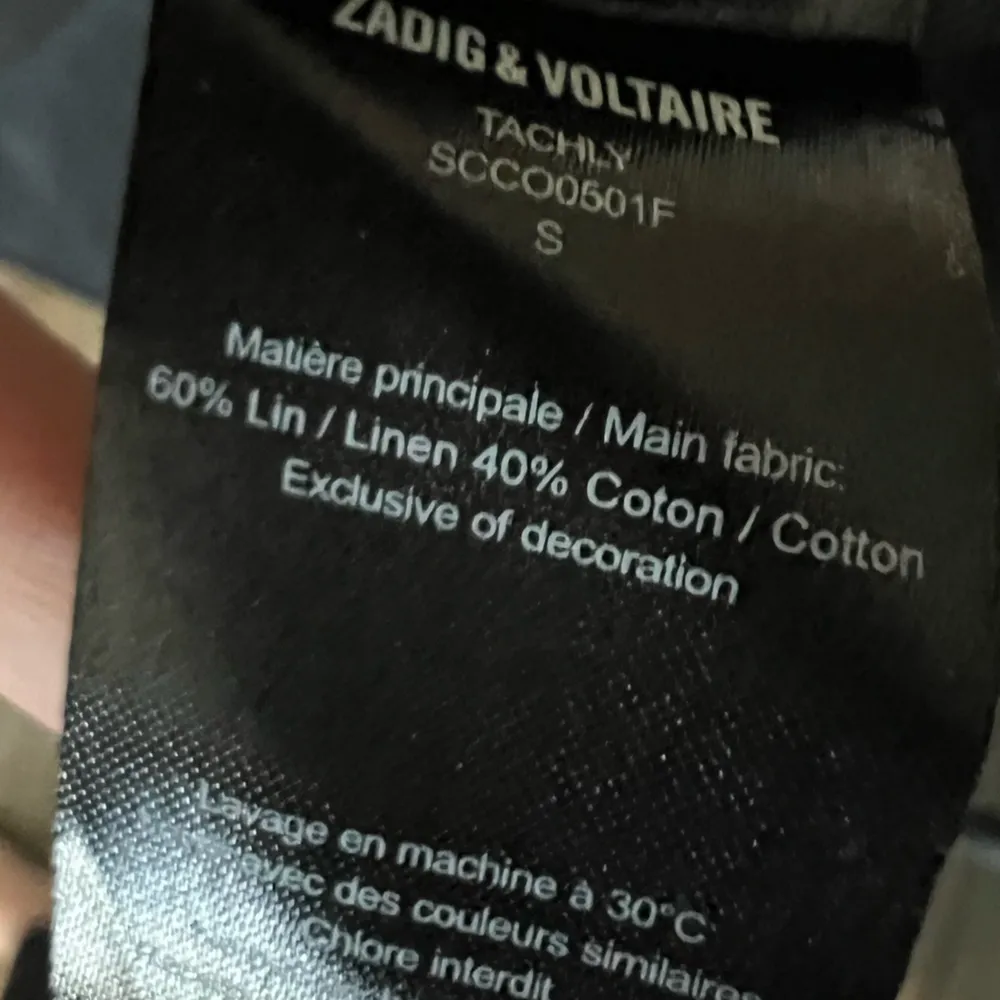 ZADIG & VOLTAIRE
TACHLY
SCCO0501F
S
Matière principale / Main fabric:
60% Lin / Linen 40% Coton / Cotton
Exclusive of decoration
Lavage en machine à 30°C
avec des couleurs similaires
Chlore interdit